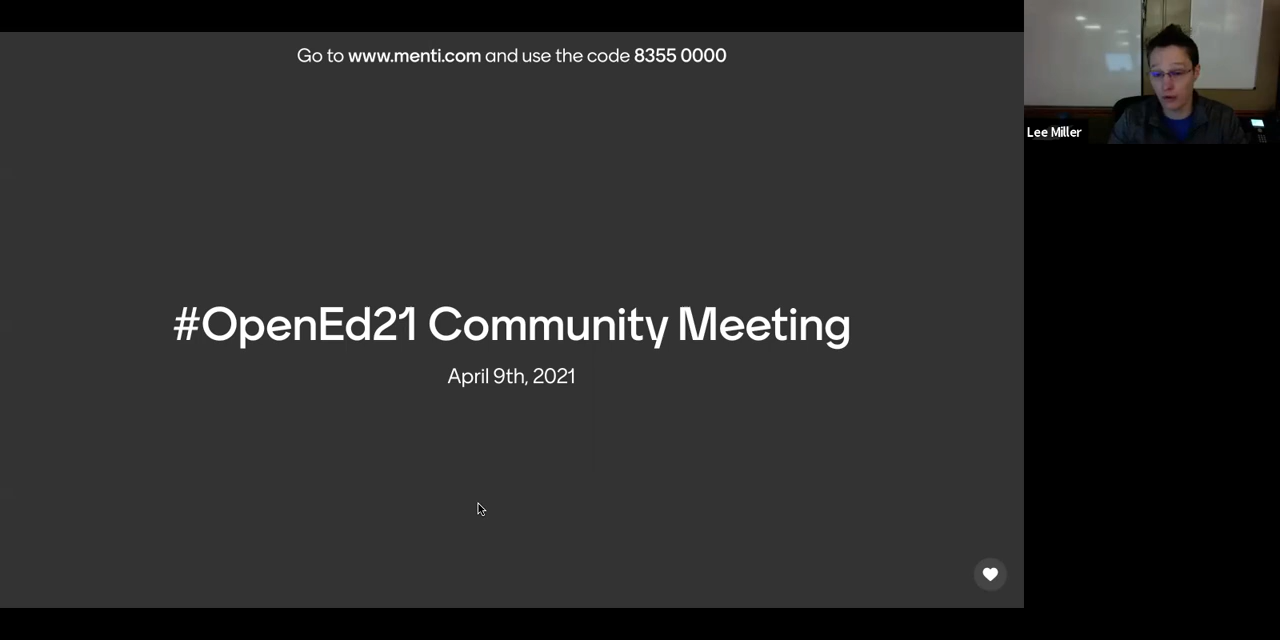 Go to www.menti.com and use the code 8355 0000
Lee Miller
#OpenEd21 Community Meeting
April 9th, 2021